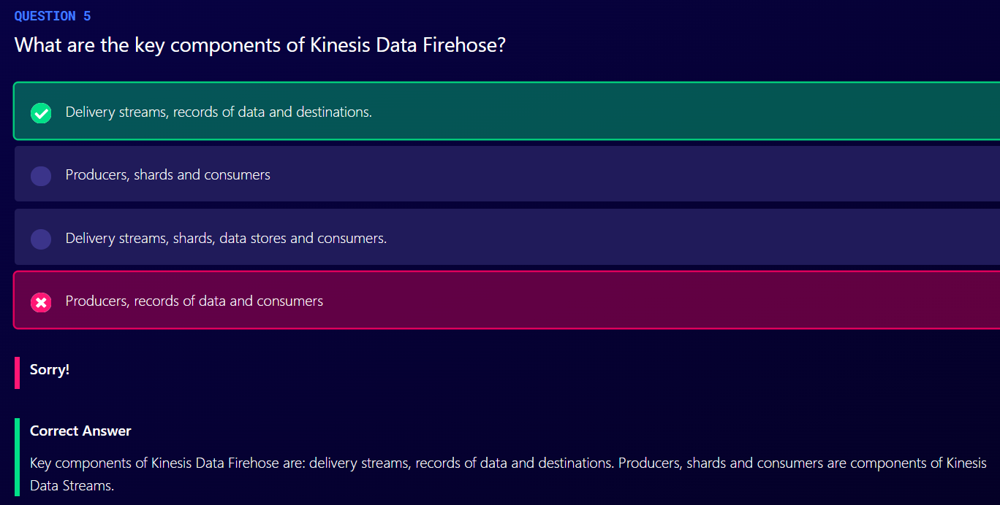 QUESTION 5
What are the key components of Kinesis Data Firehose?
Delivery streams, records of data and destinations.
Producers, shards and consumers
Delivery streams, shards, data stores and consumers.
Producers, records of data and consumers
Sorry!
Correct Answer
Key components of Kinesis Data Firehose are: delivery streams, records of data and destinations. Producers, shards and consumers are components of Kinesis
Data Streams.